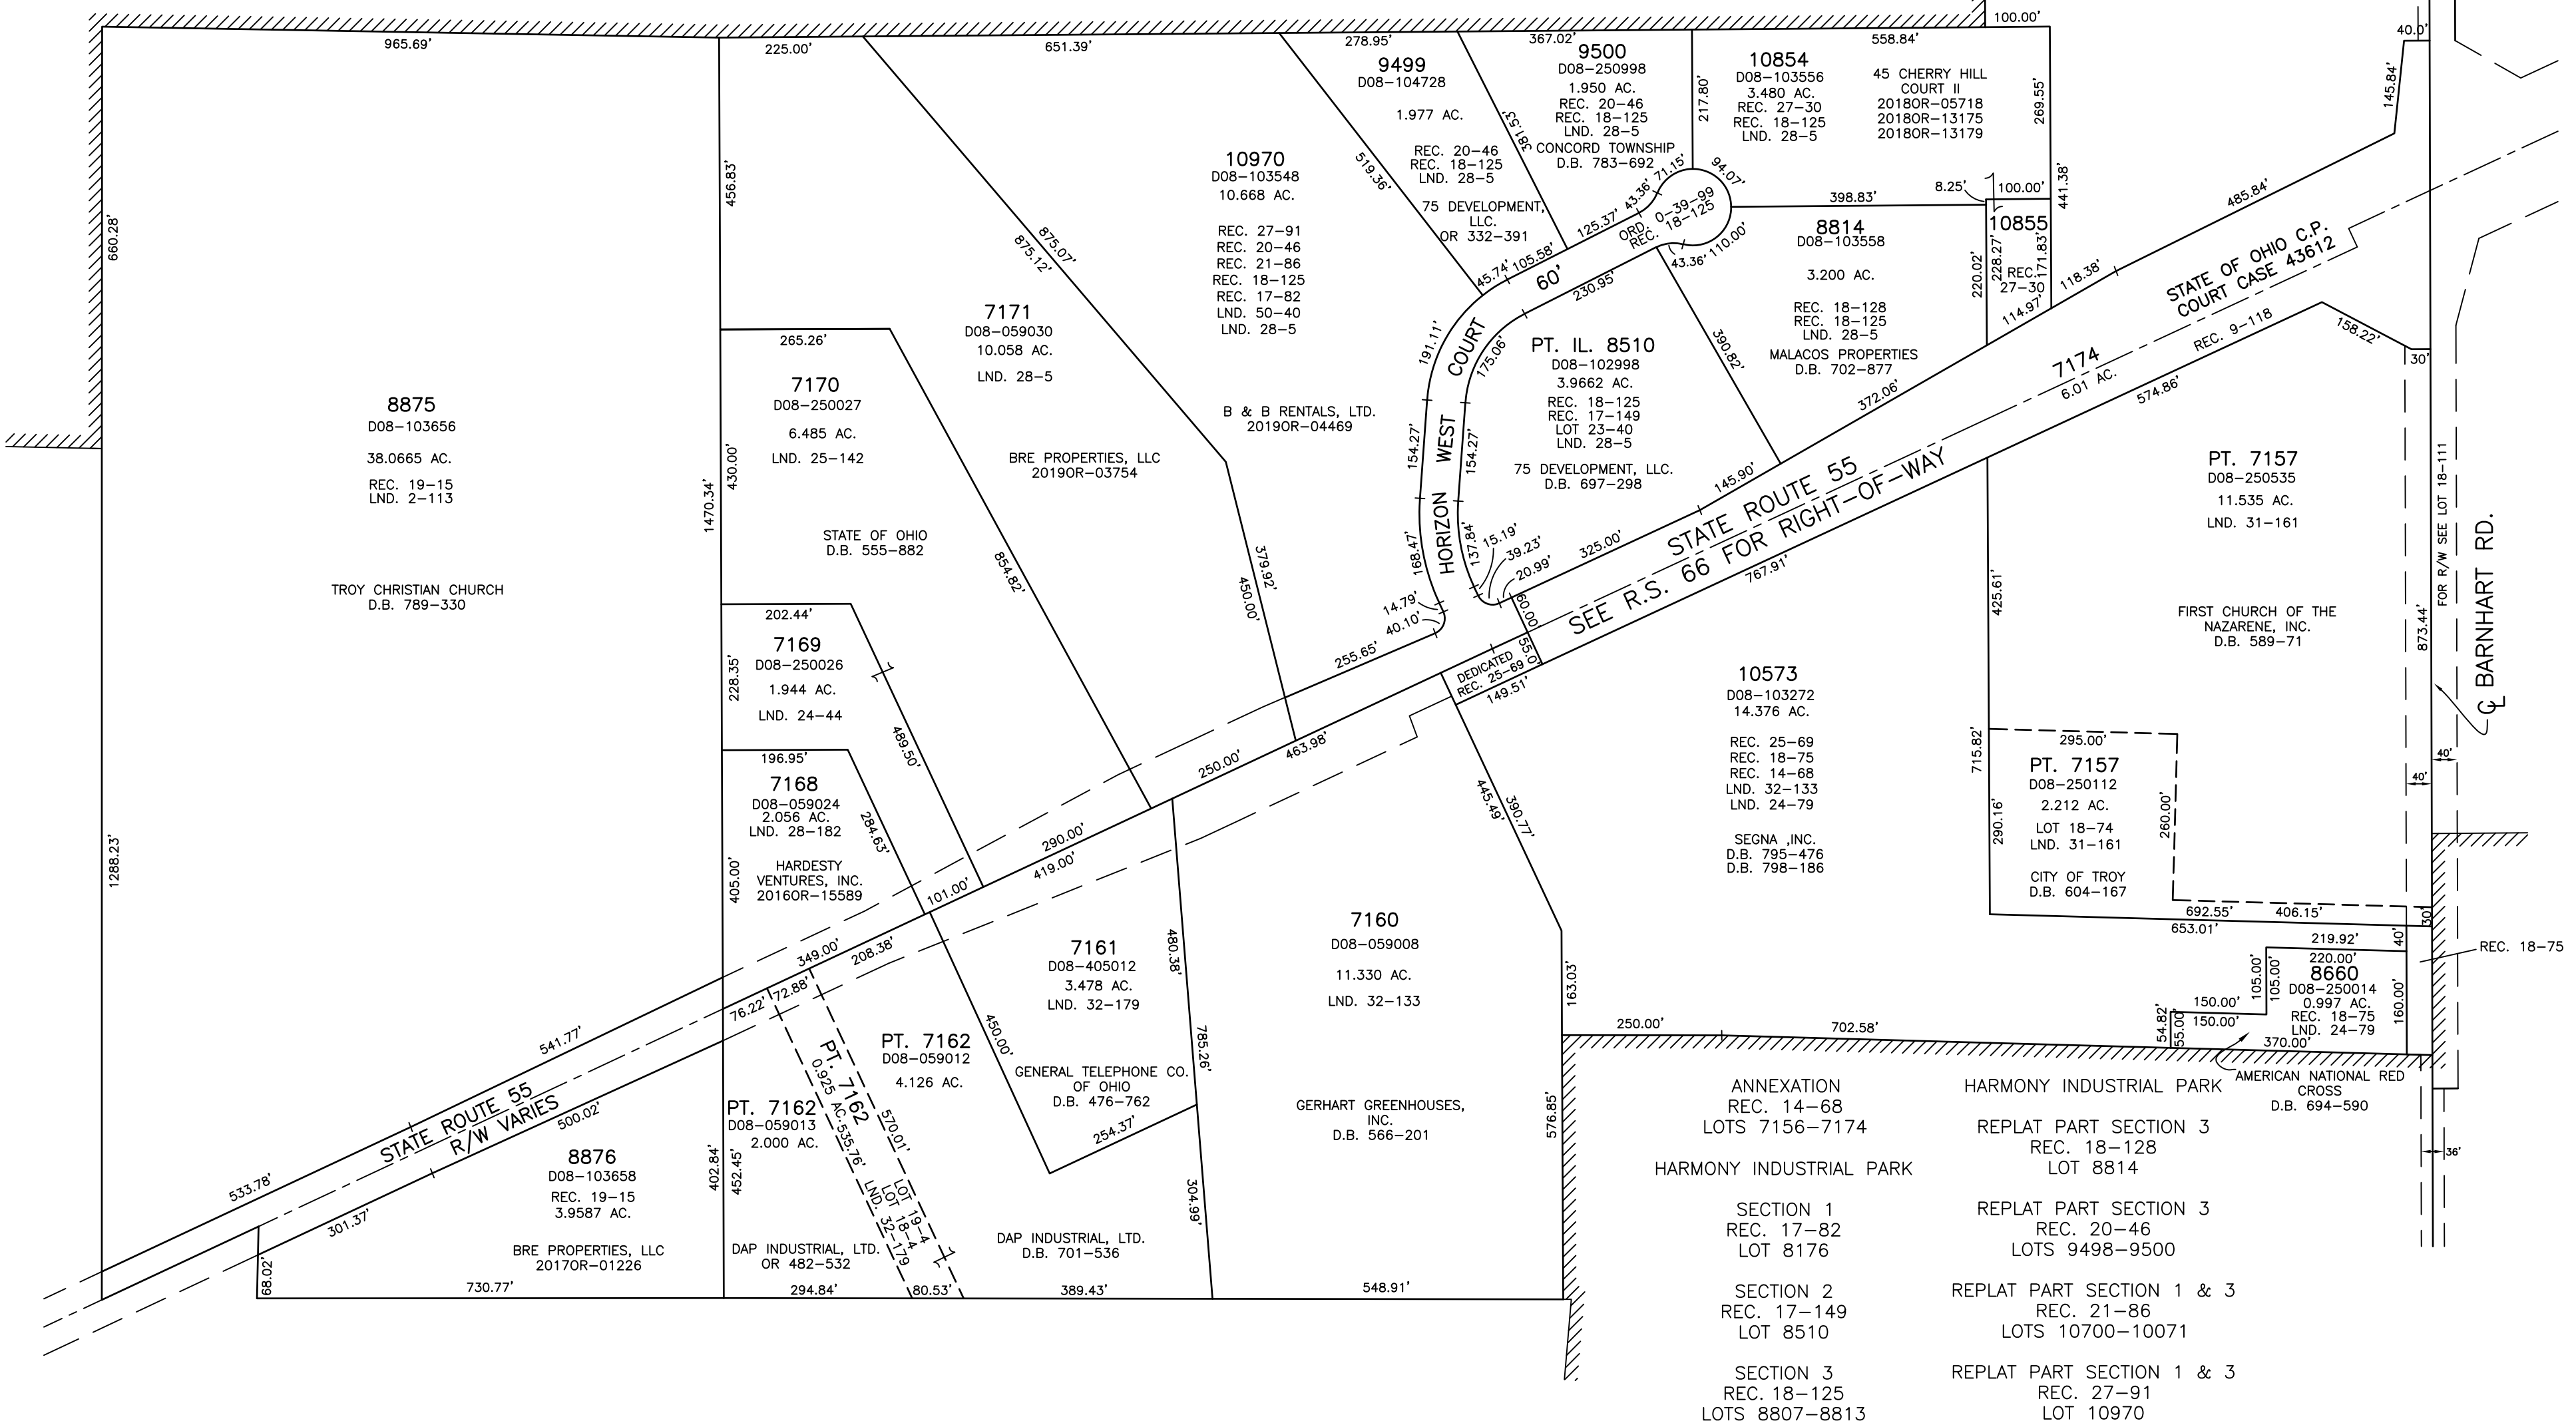 965.69'
225.00'
651.39'
278.95'
367.02'
558.84'
100.00'
40.0'
660.28'
1288.23'
8875
D08-103656
38.0665 AC.
REC. 19-15
LND. 2-113
TROY CHRISTIAN CHURCH
D.B. 789-330
456.83'
430.00'
1470.34'
228.35'
405.00'
265.26'
7170
D08-250027
6.485 AC.
LND. 25-142
STATE OF OHIO
D.B. 555-882
854.82'
202.44'
7169
D08-250026
1.944 AC.
LND. 24-44
489.50'
196.95'
7168
D08-059024
2.056 AC.
LND. 28-182
HARDESTY
VENTURES, INC.
2016OR-15589
284.63'
7171
D08-059030
10.058 AC.
LND. 28-5
BRE PROPERTIES, LLC
2019OR-03754
875.07'
875.12'
379.92'
450.00'
10970
D08-103548
10.668 AC.
REC. 27-91
REC. 20-46
REC. 21-86
REC. 18-125
REC. 17-82
LND. 50-40
LND. 28-5
B & B RENTALS, LTD.
2019OR-04469
519.36'
9499
D08-104728
1.977 AC.
REC. 20-46
REC. 18-125
LND. 28-5
75 DEVELOPMENT,
LLC.
OR 332-391
381.53'
9500
D08-250998
1.950 AC.
REC. 20-46
REC. 18-125
LND. 28-5
CONCORD TOWNSHIP
D.B. 783-692
217.80'
10854
D08-103556
3.480 AC.
REC. 27-30
REC. 18-125
LND. 28-5
45 CHERRY HILL
COURT II
2018OR-05718
2018OR-13175
2018OR-13179
269.55'
441.38'
145.84'
485.84'
45.74'
105.58'
125.37'
43.36'
71.15'
94.07'
ORD. O-39-99
REC. 18-125
43.36'
110.00'
398.83'
8.25'
100.00'
10855
REC.
27-30
220.02'
228.27'
171.83'
114.97'
118.38'
8814
D08-103558
3.200 AC.
REC. 18-128
REC. 18-125
LND. 28-5
MALACOS PROPERTIES
D.B. 702-877
390.82'
372.06'
60'
230.95'
HORIZON WEST COURT
191.11'
175.06'
154.27'
154.27'
168.47'
137.84'
15.19'
39.23'
20.99'
14.79'
40.10'
PT. IL. 8510
D08-102998
3.9662 AC.
REC. 18-125
REC. 17-149
LOT 23-40
LND. 28-5
75 DEVELOPMENT, LLC.
D.B. 697-298
145.90'
325.00'
STATE ROUTE 55
SEE R.S. 66 FOR RIGHT-OF-WAY
767.91'
60.00'
55.0'
DEDICATED
REC. 25-69
149.51'
255.65'
STATE OF OHIO C.P.
COURT CASE 43612
REC. 9-118
7174
6.01 AC.
574.86'
158.22'
30'
PT. 7157
D08-250535
11.535 AC.
LND. 31-161
FIRST CHURCH OF THE
NAZARENE, INC.
D.B. 589-71
FOR R/W SEE LOT 18-111
873.44'
℄ BARNHART RD.
40'
40'
425.61'
715.82'
290.16'
295.00'
PT. 7157
D08-250112
2.212 AC.
LOT 18-74
LND. 31-161
CITY OF TROY
D.B. 604-167
260.00'
692.55'
406.15'
30'
653.01'
10573
D08-103272
14.376 AC.
REC. 25-69
REC. 18-75
REC. 14-68
LND. 32-133
LND. 24-79
SEGNA ,INC.
D.B. 795-476
D.B. 798-186
390.77'
445.49'
163.03'
250.00'
702.58'
219.92'
220.00'
40'
REC. 18-75
8660
D08-250014
0.997 AC.
REC. 18-75
LND. 24-79
105.00'
105.00'
160.00'
150.00'
150.00'
54.82'
55.00'
370.00'
AMERICAN NATIONAL RED
CROSS
D.B. 694-590
36'
250.00'
463.98'
290.00'
419.00'
101.00'
349.00'
208.38'
72.88'
76.22'
541.77'
533.78'
STATE ROUTE 55
R/W VARIES
500.02'
301.37'
68.02'
8876
D08-103658
REC. 19-15
3.9587 AC.
BRE PROPERTIES, LLC
2017OR-01226
730.77'
402.84'
452.45'
PT. 7162
D08-059013
2.000 AC.
DAP INDUSTRIAL, LTD.
OR 482-532
294.84'
PT. 7162
0.925 AC.
535.76'
570.01'
LOT 19-4
LOT 18-4
LND. 32-179
80.53'
PT. 7162
D08-059012
4.126 AC.
DAP INDUSTRIAL, LTD.
D.B. 701-536
389.43'
7161
D08-405012
3.478 AC.
LND. 32-179
GENERAL TELEPHONE CO.
OF OHIO
D.B. 476-762
450.00'
254.37'
480.38'
785.26'
304.99'
7160
D08-059008
11.330 AC.
LND. 32-133
GERHART GREENHOUSES,
INC.
D.B. 566-201
576.85'
548.91'
ANNEXATION
REC. 14-68
LOTS 7156-7174
HARMONY INDUSTRIAL PARK
SECTION 1
REC. 17-82
LOT 8176
SECTION 2
REC. 17-149
LOT 8510
SECTION 3
REC. 18-125
LOTS 8807-8813
HARMONY INDUSTRIAL PARK
REPLAT PART SECTION 3
REC. 18-128
LOT 8814
REPLAT PART SECTION 3
REC. 20-46
LOTS 9498-9500
REPLAT PART SECTION 1 & 3
REC. 21-86
LOTS 10700-10071
REPLAT PART SECTION 1 & 3
REC. 27-91
LOT 10970